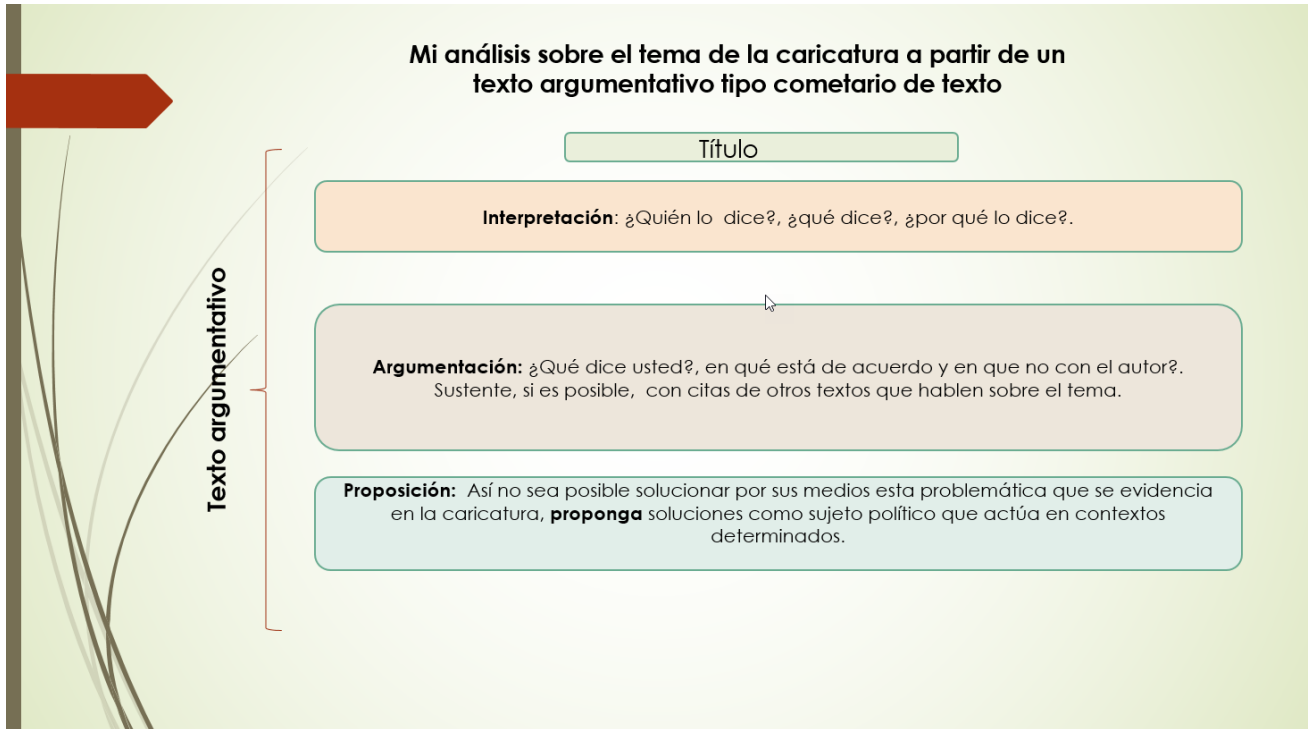 Mi análisis sobre el tema de la caricatura a partir de un
texto argumentativo tipo cometario de texto
Título
Texto argumentativo
Interpretación: ¿Quién lo  dice?, ¿qué dice?, ¿por qué lo dice?.
Argumentación: ¿Qué dice usted?, en qué está de acuerdo y en que no con el autor?.
Sustente, si es posible,  con citas de otros textos que hablen sobre el tema.
Proposición:  Así no sea posible solucionar por sus medios esta problemática que se evidencia
en la caricatura, proponga soluciones como sujeto político que actúa en contextos
determinados.